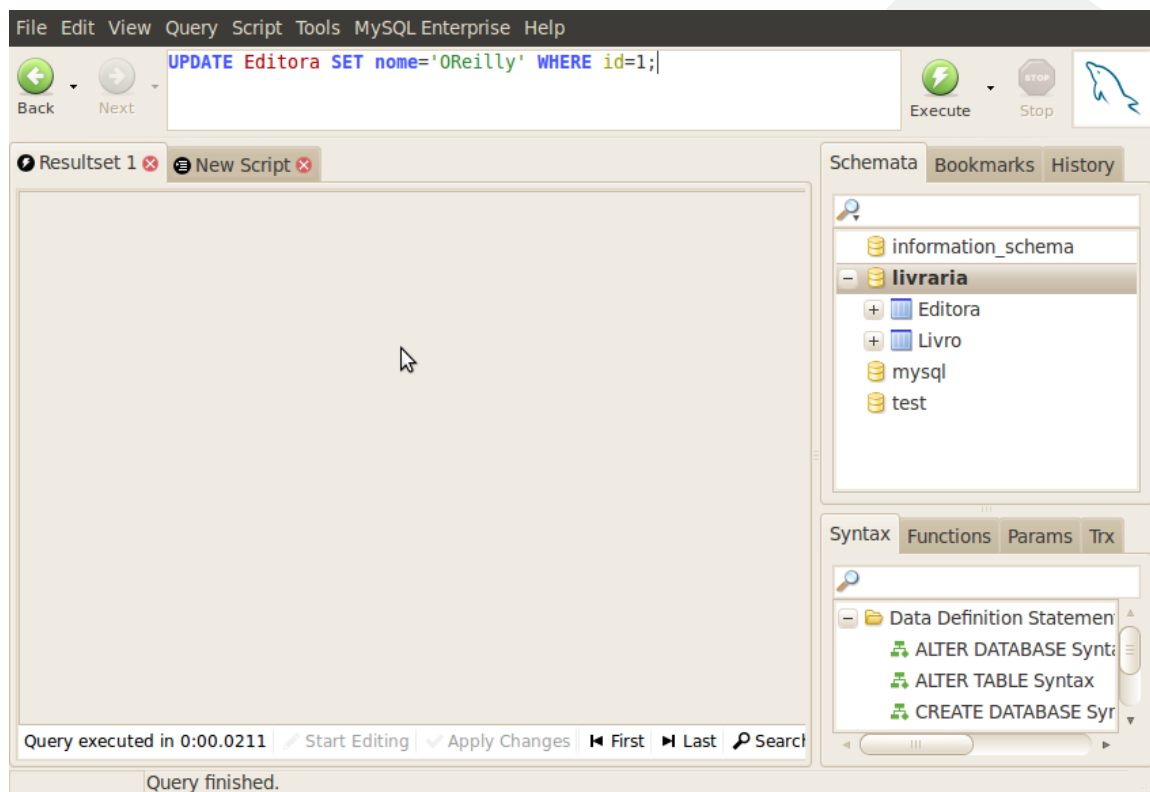 File Edit View Query Script Tools MySQL Enterprise Help
UPDATE Editora SET nome='OReilly' WHERE id=1;
Back Next Execute STOP Stop
Resultset 1 New Script
Schemata Bookmarks History
information_schema
livraria
Editora
Livro
mysql
test
Syntax Functions Params Trx
Data Definition Statemen
ALTER DATABASE Synta
ALTER TABLE Syntax
CREATE DATABASE Syr
Query executed in 0:00.0211 Start Editing Apply Changes First Last Search
Query finished.